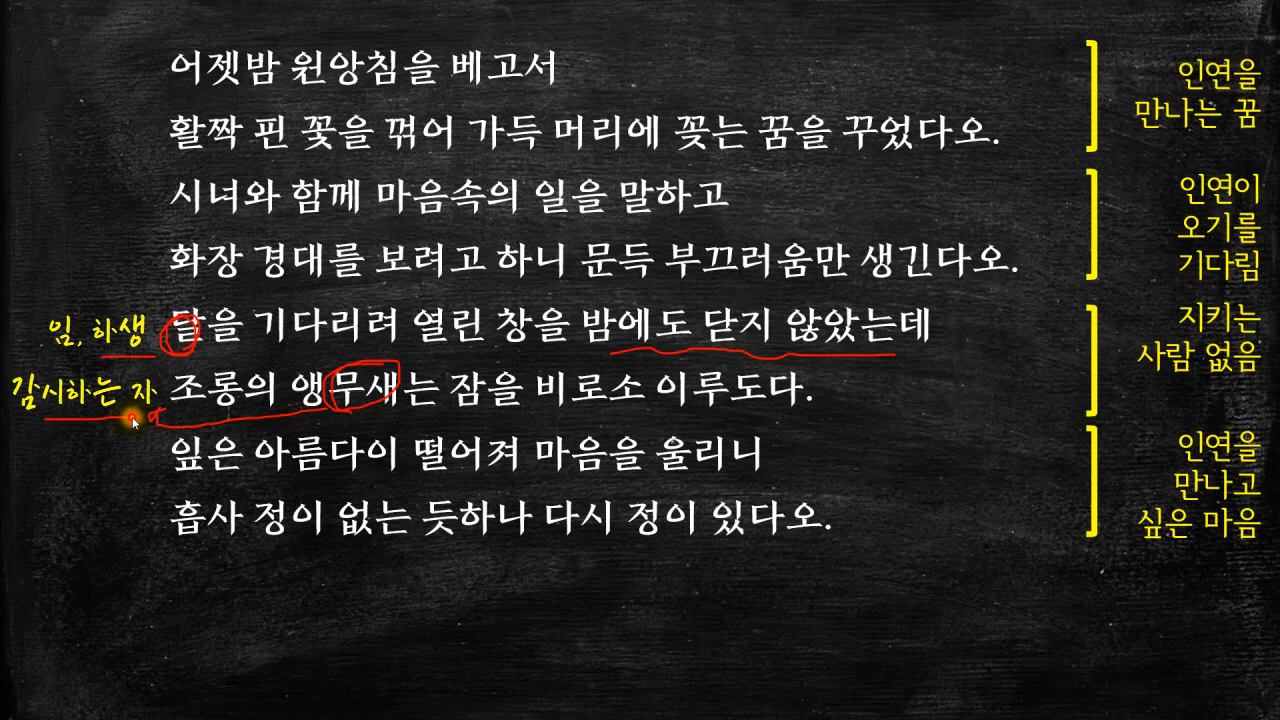 어젯밤 원앙침을 베고서
활짝 핀 꽃을 꺾어 가득 머리에 꽂는 꿈을 꾸었다오.
인연을
만나는 꿈
시녀와 함께 마음속의 일을 말하고
화장 경대를 보려고 하니 문득 부끄러움만 생긴다오.
인연이
오기를
기다림
임, 하생
달을 기다리려 열린 창을 밤에도 닫지 않았는데
감시하는 자
조롱의 앵무새는 잠을 비로소 이루도다.
지키는
사람 없음
잎은 아름다이 떨어져 마음을 울리니
흡사 정이 없는 듯하나 다시 정이 있다오.
인연을
만나고
싶은 마음